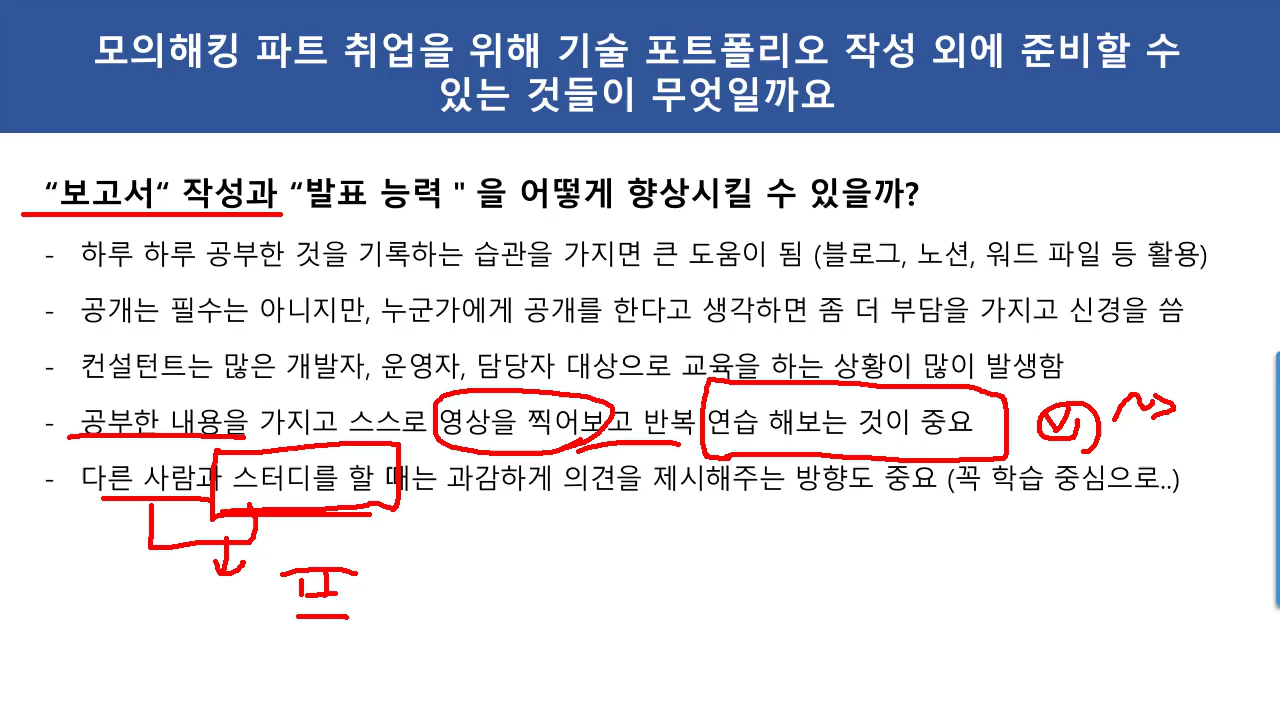 모의해킹 파트 취업을 위해 기술 포트폴리오 작성 외에 준비할 수
있는 것들이 무엇일까요
“보고서“ 작성과 “발표 능력 " 을 어떻게 향상시킬 수 있을까?
- 하루 하루 공부한 것을 기록하는 습관을 가지면 큰 도움이 됨 (블로그, 노션, 워드 파일 등 활용)
- 공개는 필수는 아니지만, 누군가에게 공개를 한다고 생각하면 좀 더 부담을 가지고 신경을 씀
- 컨설턴트는 많은 개발자, 운영자, 담당자 대상으로 교육을 하는 상황이 많이 발생함
- 공부한 내용을 가지고 스스로 영상을 찍어보고 반복 연습 해보는 것이 중요
- 다른 사람과 스터디를 할 때는 과감하게 의견을 제시해주는 방향도 중요 (꼭 학습 중심으로..)